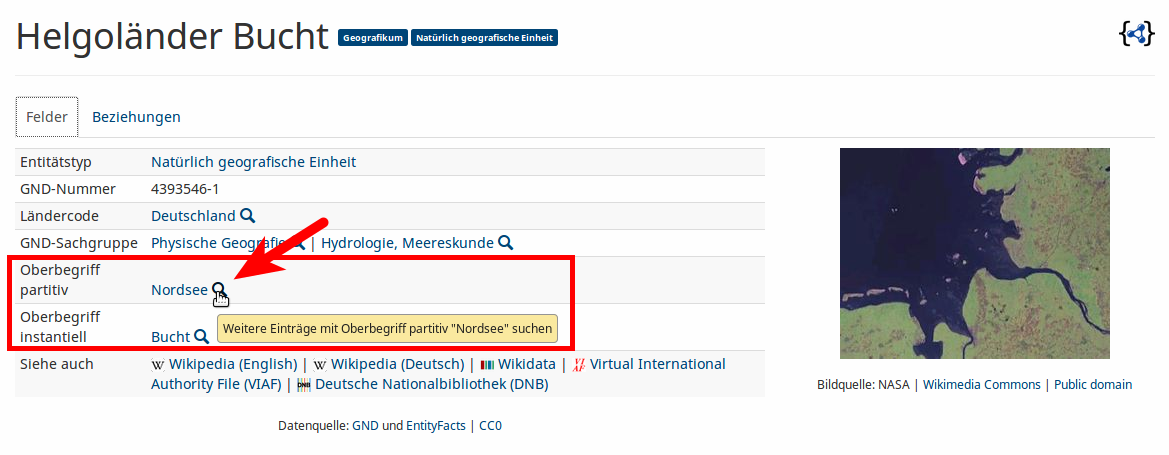 Helgoländer Bucht Geografikum Natürlich geografische Einheit
Felder Beziehungen
Entitätstyp Natürlich geografische Einheit
GND-Nummer 4393546-1
Ländercode Deutschland
GND-Sachgruppe Physische Geografie | Hydrologie, Meereskunde
Oberbegriff
partitiv Nordsee
Oberbegriff
instantiell Bucht
Weitere Einträge mit Oberbegriff partitiv "Nordsee" suchen
Siehe auch W Wikipedia (English) | W Wikipedia (Deutsch) | Wikidata | VIAF Virtual International
Authority File (VIAF) | DNB Deutsche Nationalbibliothek (DNB)
Bildquelle: NASA | Wikimedia Commons | Public domain
Datenquelle: GND und EntityFacts | CC0